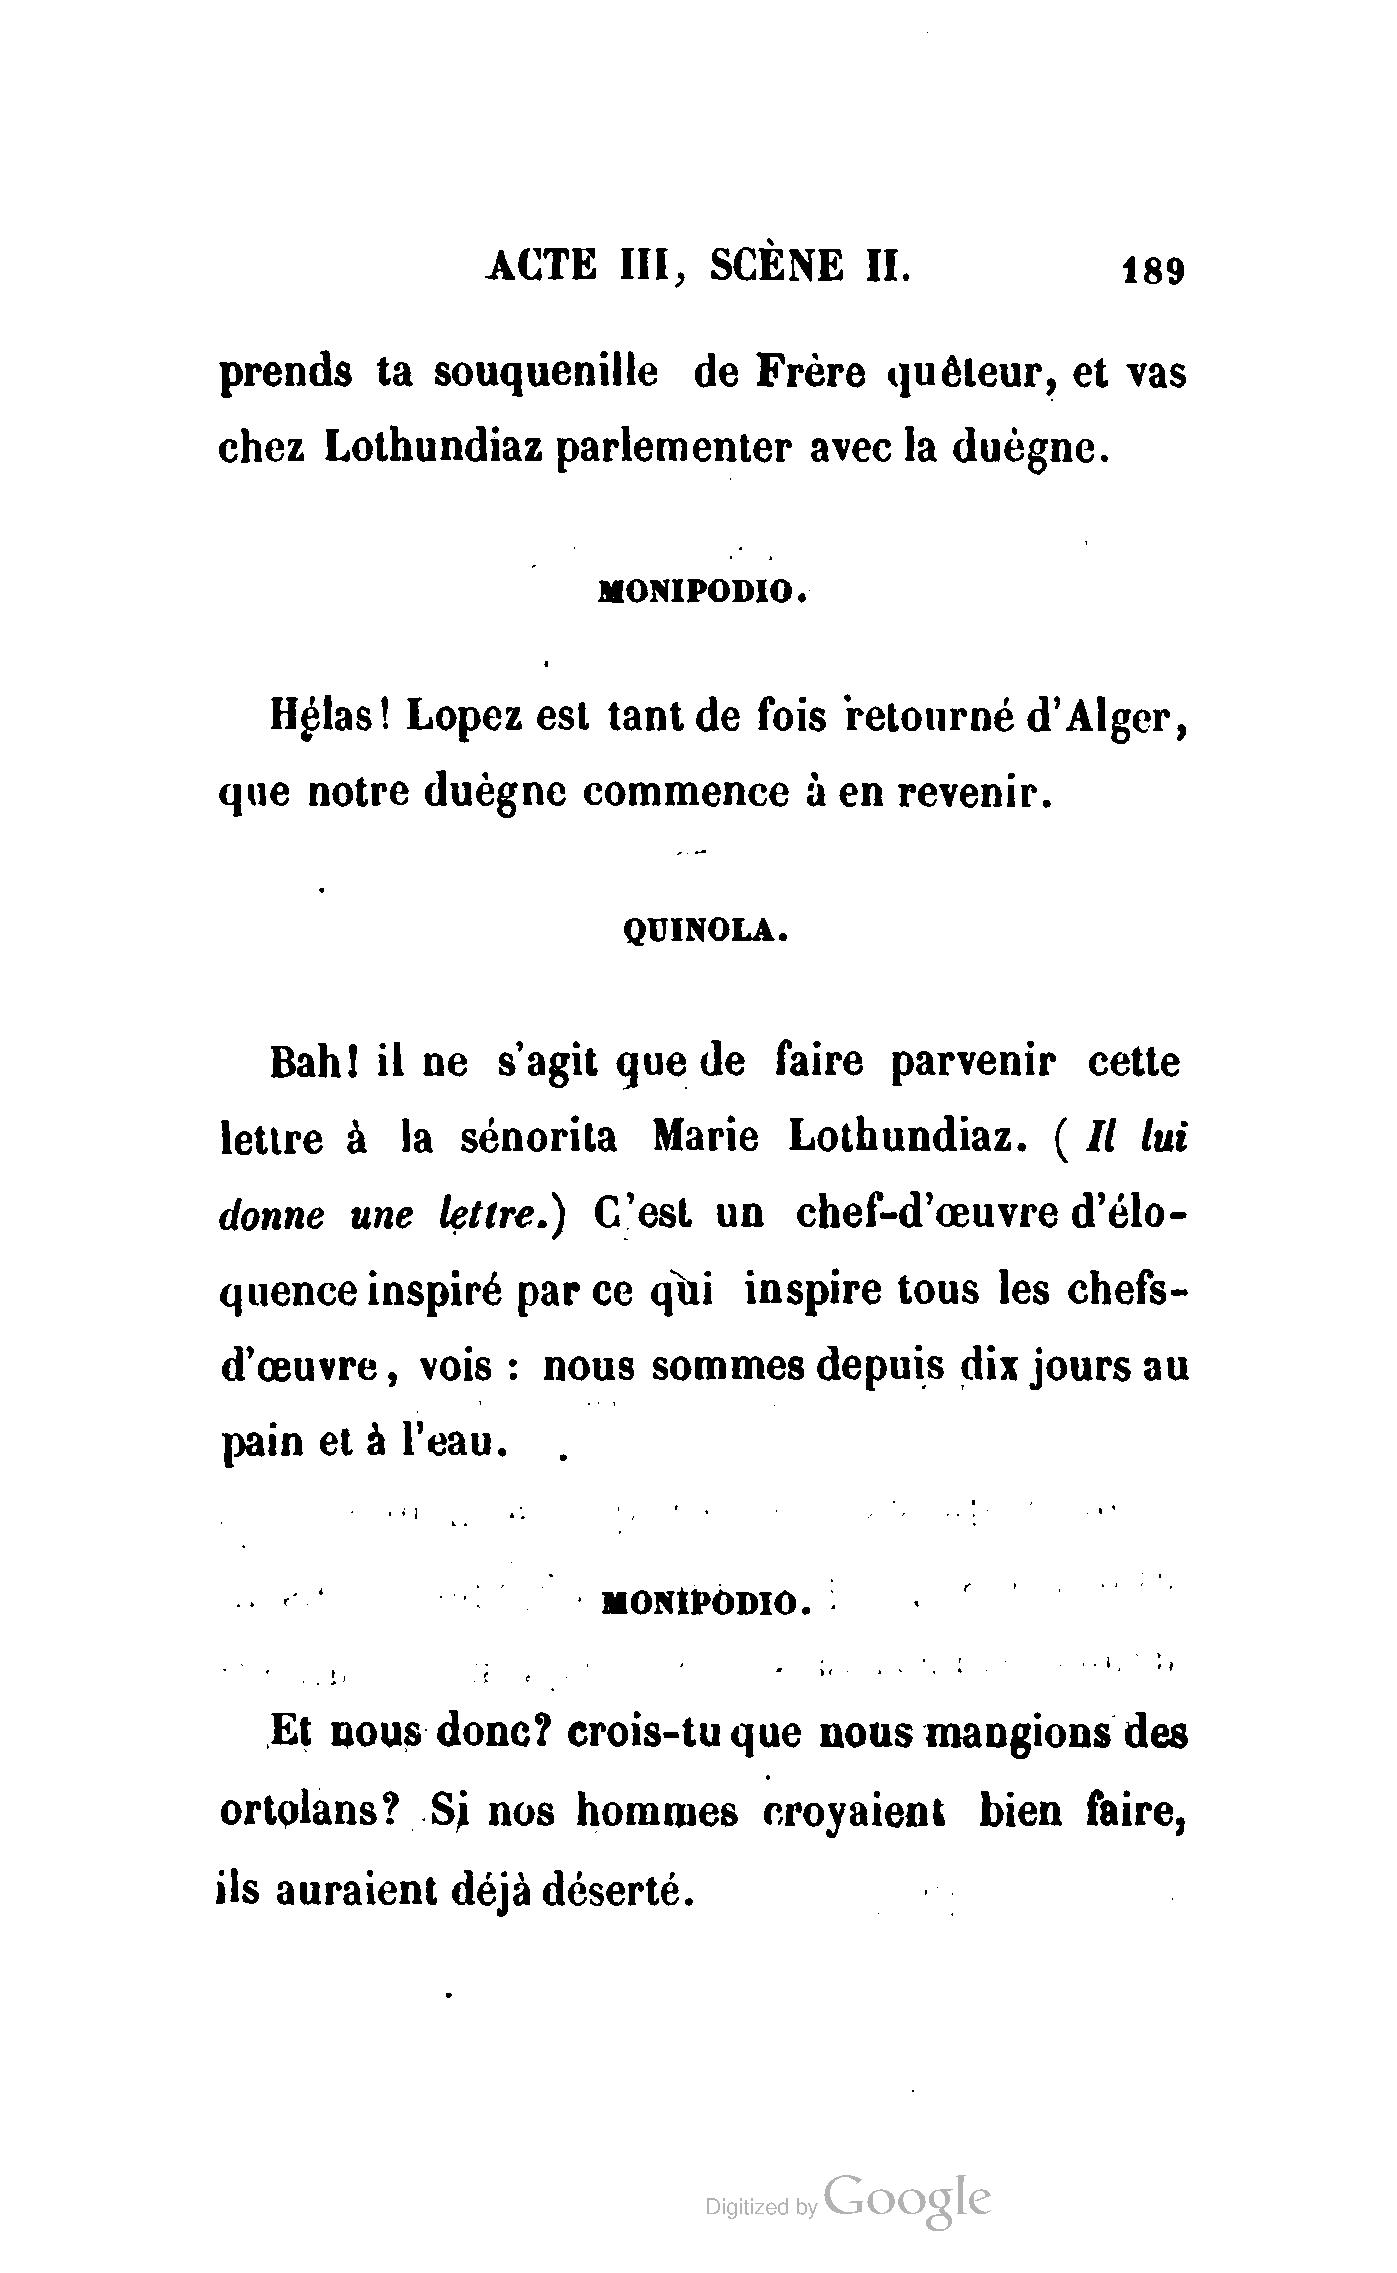 ACTE III, SCÈNE II. 189
prends ta souquenille de Frère quêteur, et vas
chez Lothundiaz parlementer avec la duègne.
MONIPODIO.
Hélas! Lopez est tant de fois retourné d'Alger,
que notre duègne commence à en revenir.
QUINOLA.
Bah! il ne s'agit que de faire parvenir cette
lettre à la sénorita Marie Lothundiaz. ( Il lui
donne une lettre.) C'est un chef-d'œuvre d'élo-
quence inspiré par ce qui inspire tous les chefs-
d'œuvre, vois : nous sommes depuis dix jours au
pain et à l'eau.
MONIPODIO.
Et nous donc? crois-tu que nous mangions des
ortolans? Si nos hommes croyaient bien faire,
ils auraient déjà déserté.
Digitized by Google